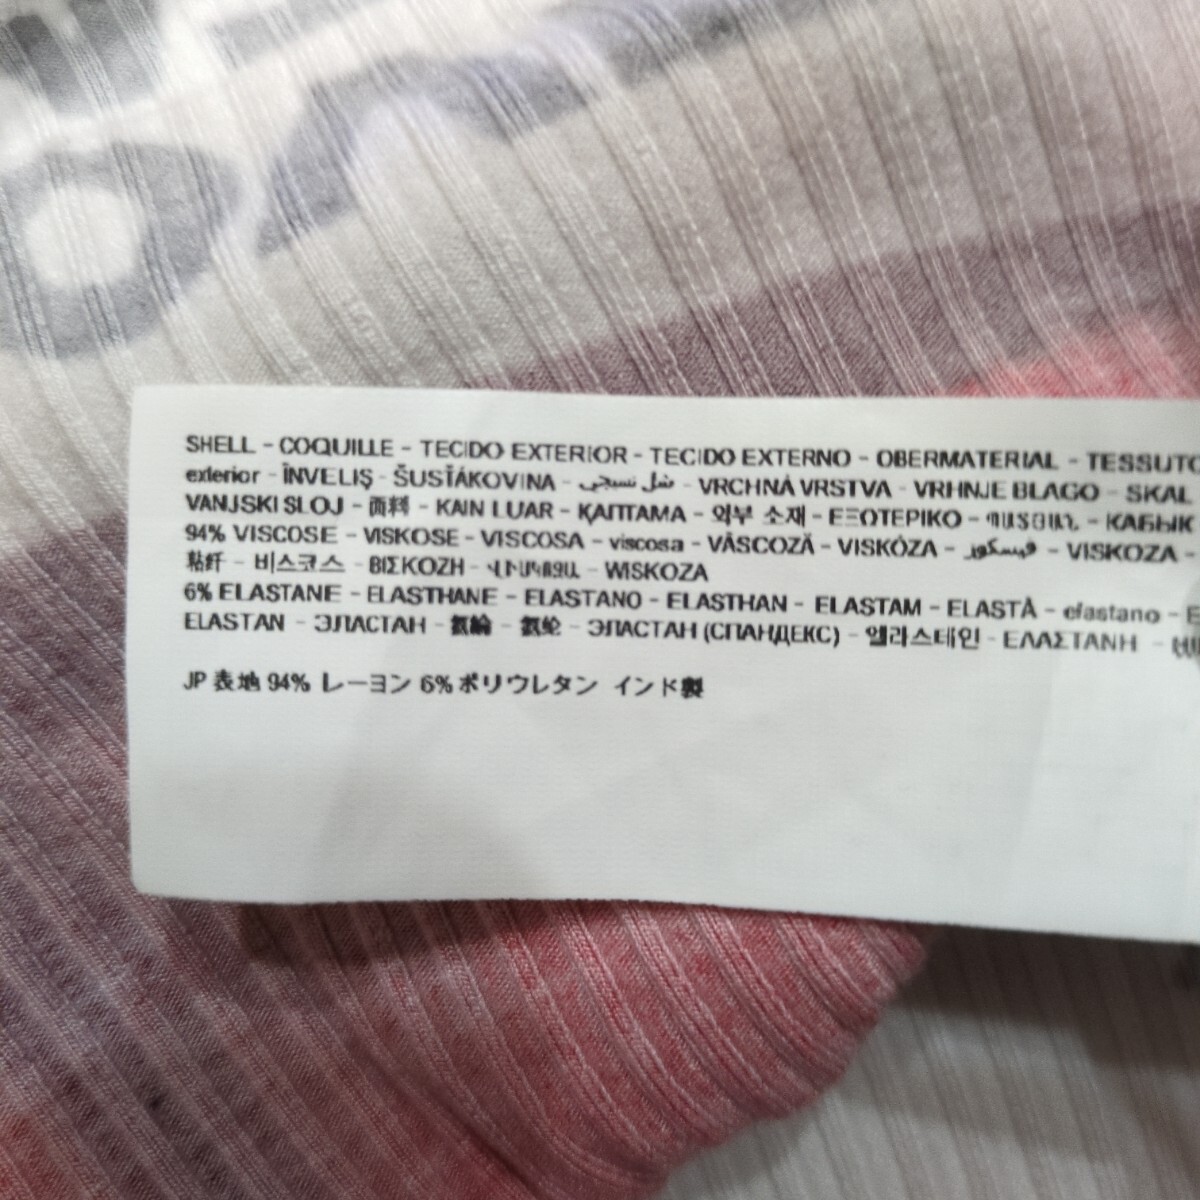 SHELL - COQUILLE - TECIDO EXTERIOR - TECIDO EXTERNO - OBERMATERIAL - TESSUTO
exterior - ÎNVELIŞ - ŠUSŤÁKOVINA - - VRCHNÁ VRSTVA - VRHNJE BLAGO - SKAL
VANJSKI SLOJ - 面料 - KAIN LUAR - ҚАПТАМА - 외부 소재 - ΕΞΩΤΕΡΙΚΟ - - КАБЫК
94% VISCOSE - VISKOSE - VISCOSA - viscosa - VÂSCOZĂ - VISKÓZA - فيسكوز - VISKOZA -
粘纤 - 비스코스 - ΒΙΣΚΟΖΗ - - WISKOZA
6% ELASTANE - ELASTHANE - ELASTANO - ELASTHAN - ELASTAM - ELASTÀ - elastano -
ELASTAN - ЭЛАСТАН - 氨綸 - 氨纶 - ЭЛАСТАН (СПАНДЕКС) - 엘라스테인 - ΕΛΑΣΤΑΝΗ -
JP 表地 94% レーヨン 6% ポリウレタン インド製